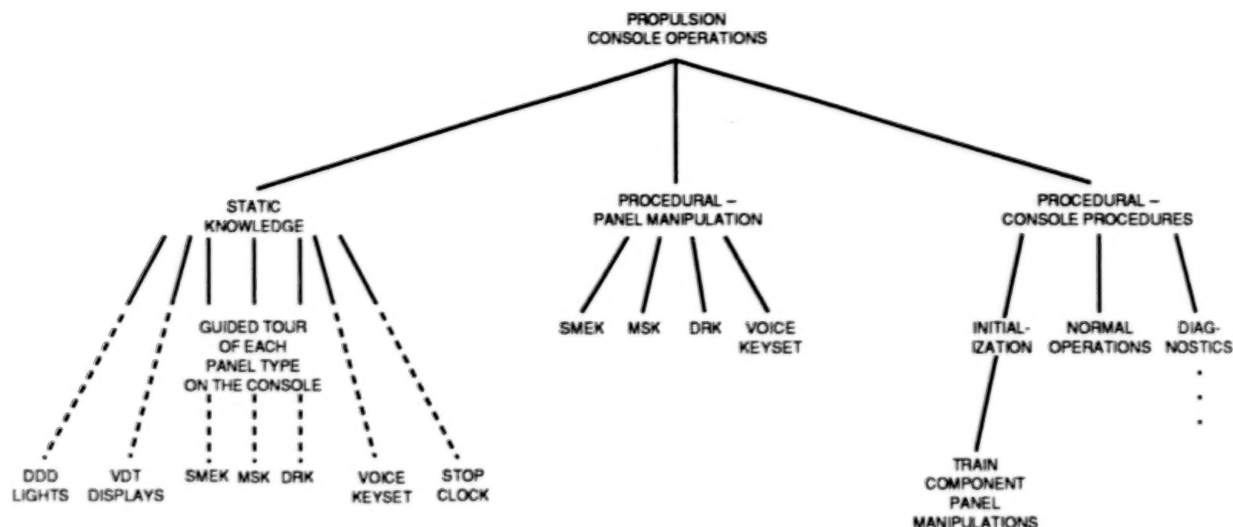 PROPULSION
CONSOLE OPERATIONS
STATIC
KNOWLEDGE
PROCEDURAL –
PANEL MANIPULATION
PROCEDURAL –
CONSOLE PROCEDURES
GUIDED TOUR
OF EACH
PANEL TYPE
ON THE CONSOLE
SMEK
MSK
DRK
VOICE
KEYSET
INITIAL-
IZATION
NORMAL
OPERATIONS
DIAG-
NOSTICS
DDD
LIGHTS
VDT
DISPLAYS
SMEK
MSK
DRK
VOICE
KEYSET
STOP
CLOCK
TRAIN
COMPONENT
PANEL
MANIPULATIONS